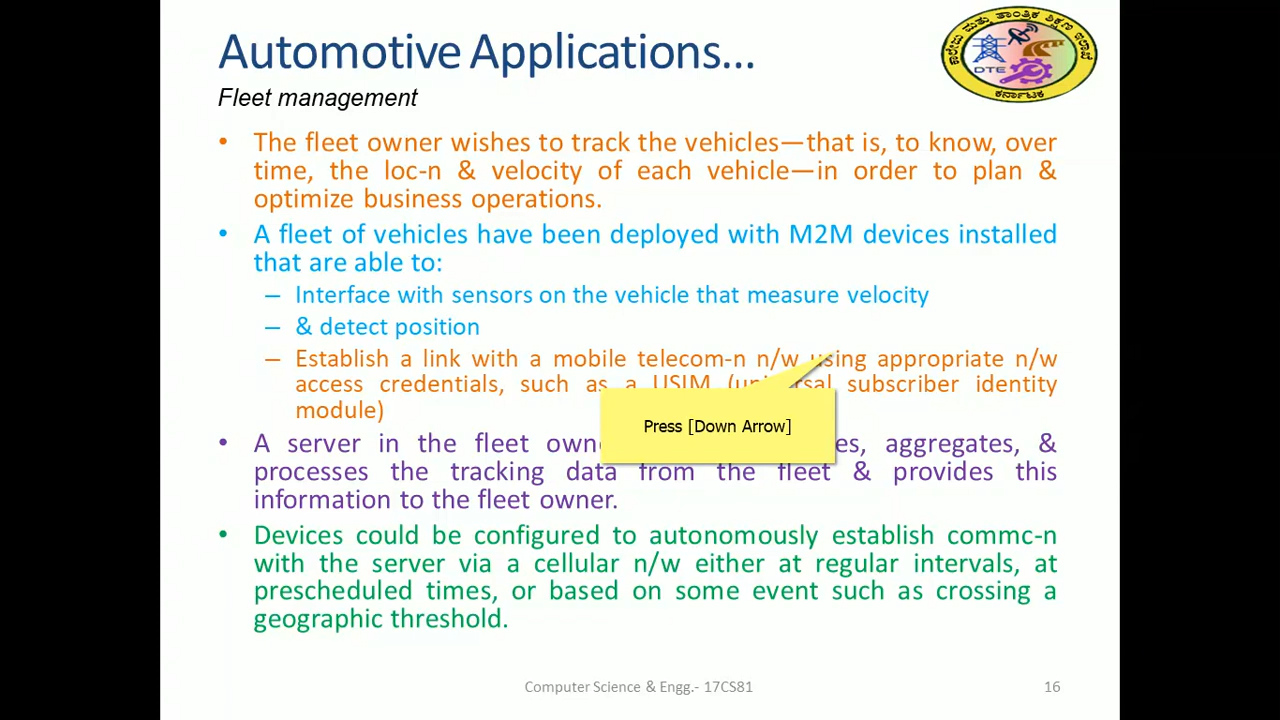 Automotive Applications...
Fleet management
• The fleet owner wishes to track the vehicles—that is, to know, over
time, the loc-n & velocity of each vehicle—in order to plan &
optimize business operations.
• A fleet of vehicles have been deployed with M2M devices installed
that are able to:
– Interface with sensors on the vehicle that measure velocity
– & detect position
– Establish a link with a mobile telecom-n n/w using appropriate n/w
access credentials, such as a USIM (universal subscriber identity
module)
Press [Down Arrow]
• A server in the fleet aggregates, &
processes the tracking data from the fleet & provides this
information to the fleet owner.
• Devices could be configured to autonomously establish commc-n
with the server via a cellular n/w either at regular intervals, at
prescheduled times, or based on some event such as crossing a
geographic threshold.
DTE
ಕರ್ನಾಟಕ
Computer Science & Engg.- 17CS81
16